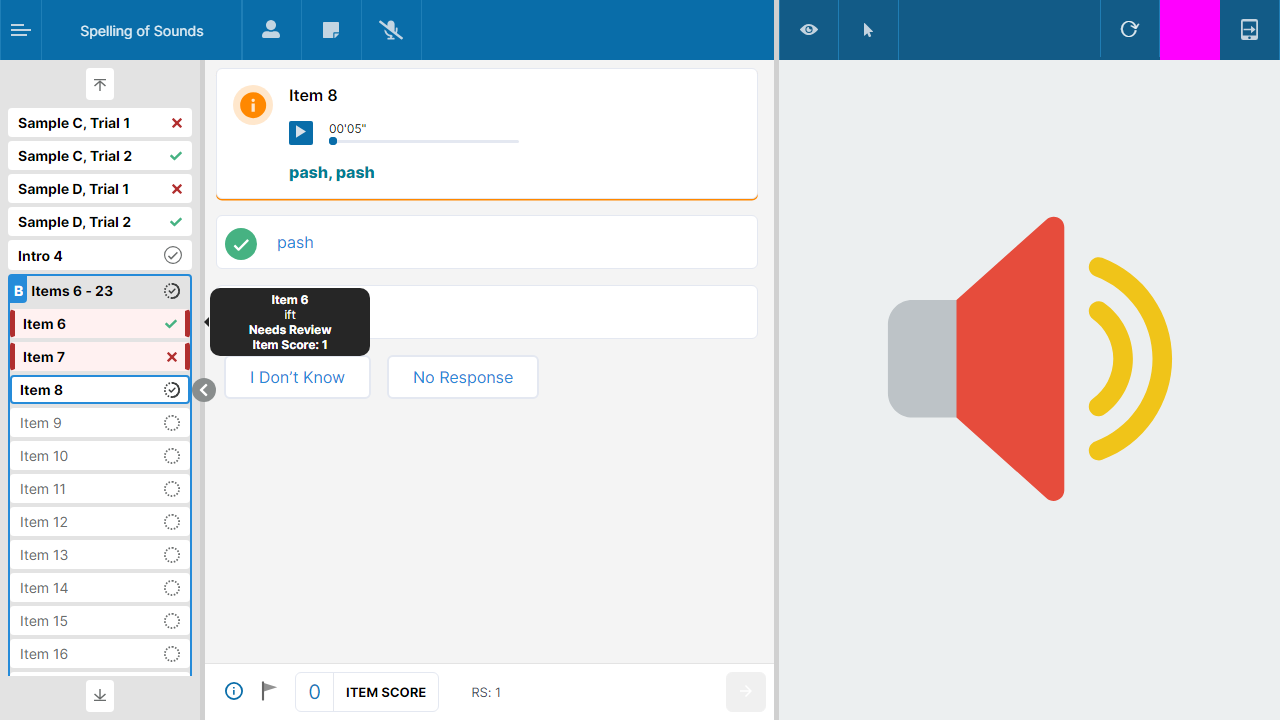 Spelling of Sounds
Sample C, Trial 1
Sample C, Trial 2
Sample D, Trial 1
Sample D, Trial 2
Intro 4
B Items 6 - 23
Item 6
Item 7
Item 8
Item 9
Item 10
Item 11
Item 12
Item 13
Item 14
Item 15
Item 16
Item 8
00'05"
pash, pash
pash
Item 6
ift
Needs Review
Item Score: 1
I Don’t Know
No Response
0 ITEM SCORE
RS: 1